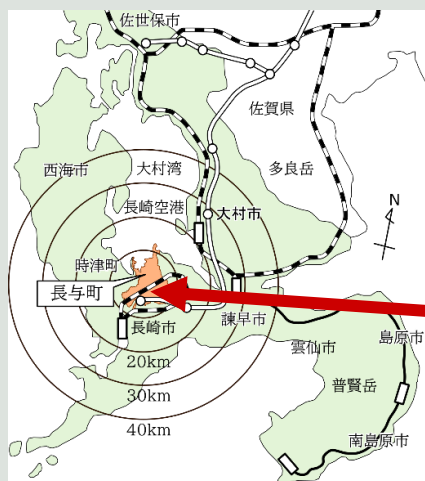 佐世保市
佐賀県
西海市
大村湾
多良岳
長崎空港
大村市
N
時津町
長与町
長崎市
諫早市
島原市
雲仙市
20km
普賢岳
30km
40km
南島原市